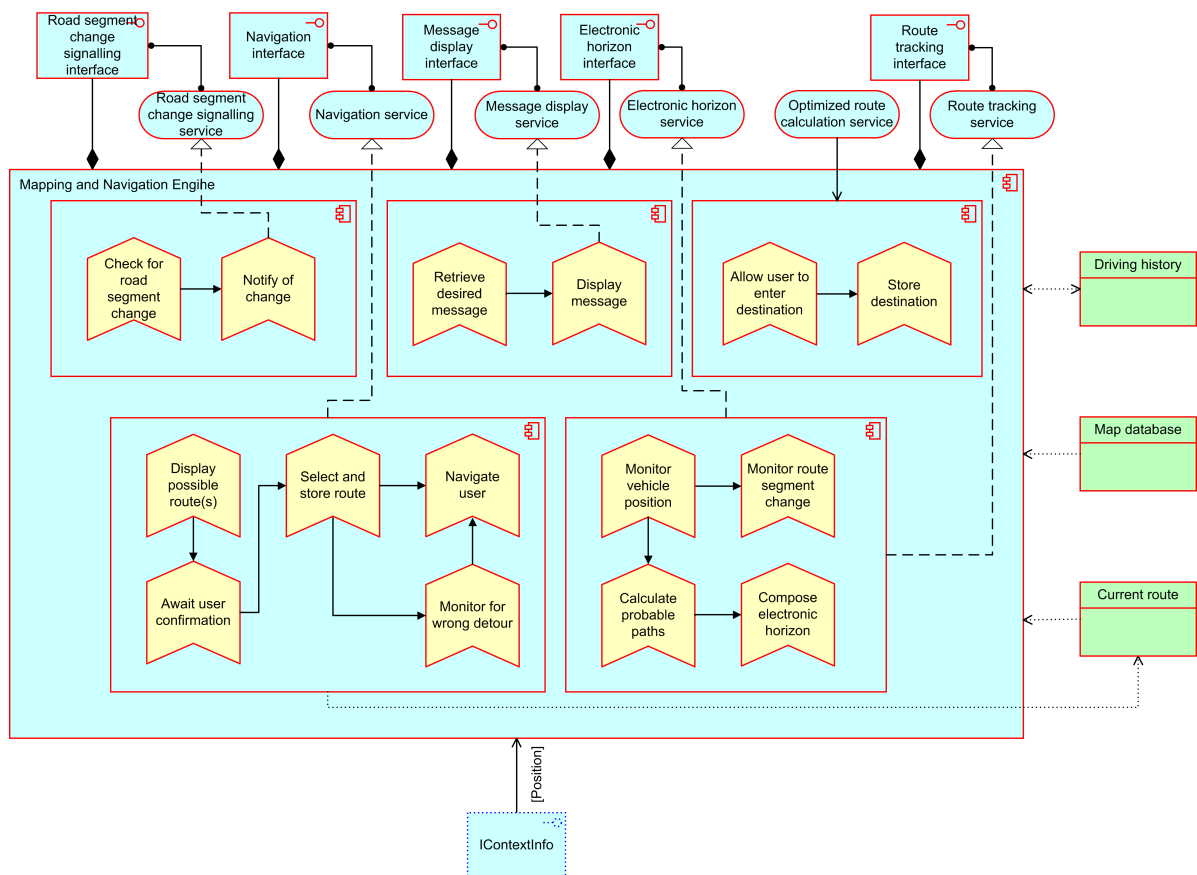 Road segment
change
signalling
interface
Navigation
interface
Message
display
interface
Electronic
horizon
interface
Route
tracking
interface
Road segment
change signalling
service
Navigation service
Message display
service
Electronic horizon
service
Optimized route
calculation service
Route tracking
service
Mapping and Navigation Engihe
Check for
road
segment
change
Notify of
change
Retrieve
desired
message
Display
message
Allow user to
enter
destination
Store
destination
Driving history
Map database
Current route
Display
possible
route(s)
Select and
store route
Navigate
user
Await user
confirmation
Monitor for
wrong detour
Monitor
vehicle
position
Monitor route
segment
change
Calculate
probable
paths
Compose
electronic
horizon
[Position]
IContextInfo